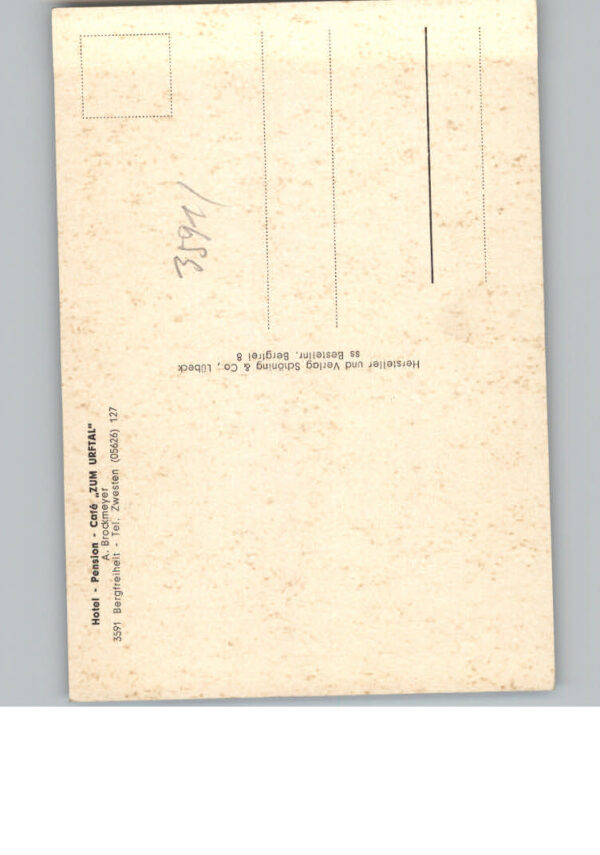 Hotel - Pension - Café „ZUM URFTAL"
A. Brockmeyer
3591 Bergfreiheit - Tel. Zwesten (05626) 127
Hersteller und Verlag Schöning & Co., Lübeck
ss Bestellnr. Bergfrei 8
3591/